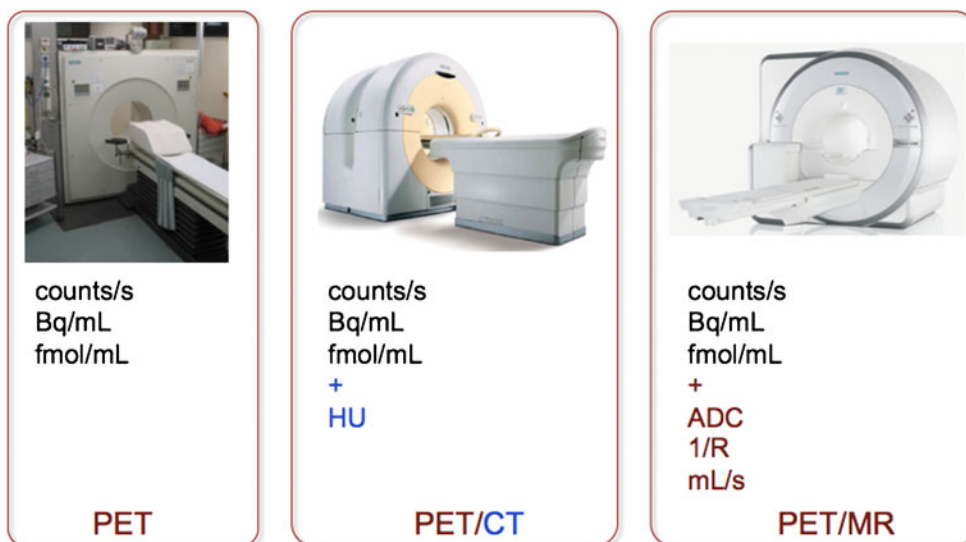 counts/s
Bq/mL
fmol/mL
PET
counts/s
Bq/mL
fmol/mL
+
HU
PET/CT
counts/s
Bq/mL
fmol/mL
+
ADC
1/R
mL/s
PET/MR